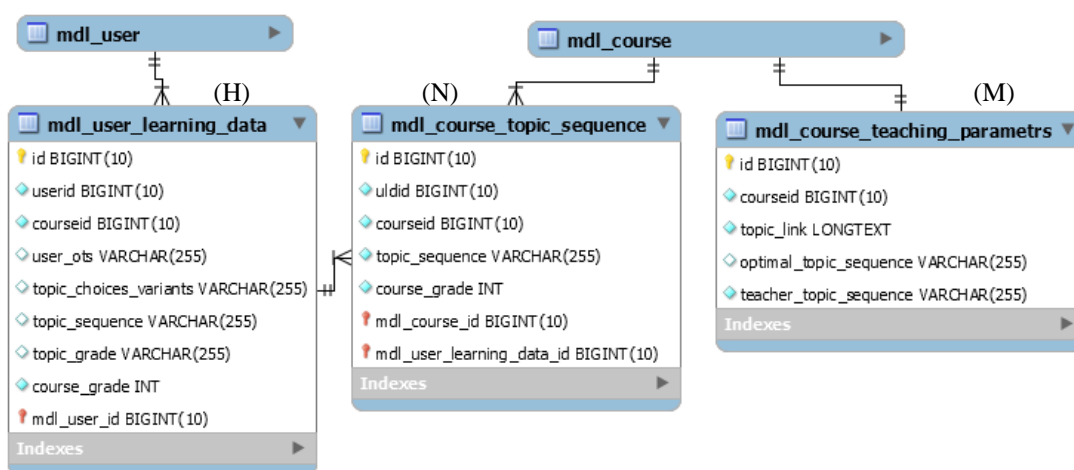 mdl_user
mdl_course
(H)
(N)
(M)
mdl_user_learning_data
id BIGINT(10)
userid BIGINT(10)
courseid BIGINT(10)
user_ots VARCHAR(255)
topic_choices_variants VARCHAR(255)
topic_sequence VARCHAR(255)
topic_grade VARCHAR(255)
course_grade INT
mdl_user_id BIGINT(10)
Indexes
mdl_course_topic_sequence
id BIGINT(10)
uldid BIGINT(10)
courseid BIGINT(10)
topic_sequence VARCHAR(255)
course_grade INT
mdl_course_id BIGINT(10)
mdl_user_learning_data_id BIGINT(10)
Indexes
mdl_course_teaching_parametrs
id BIGINT(10)
courseid BIGINT(10)
topic_link LONGTEXT
optimal_topic_sequence VARCHAR(255)
teacher_topic_sequence VARCHAR(255)
Indexes